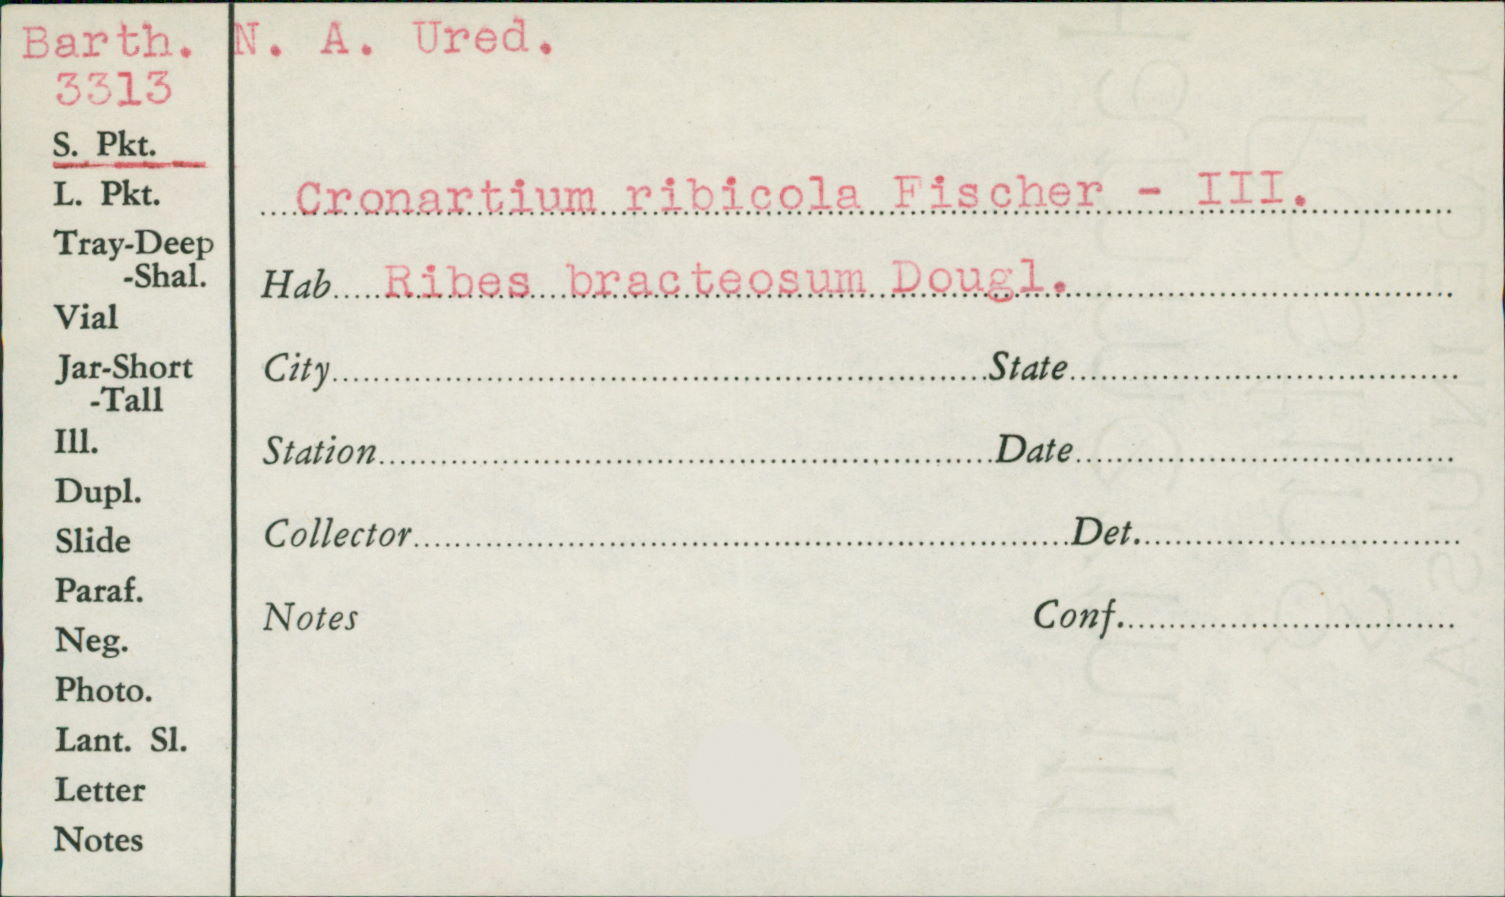 Barth. N. A. Ured.
3313
S. Pkt.
L. Pkt.
Tray-Deep
-Shal.
Vial
Jar-Short
-Tall
Ill.
Dupl.
Slide
Paraf.
Neg.
Photo.
Lant. Sl.
Letter
Notes
Cronartium ribicola Fischer - III.
Hab Ribes bracteosum Dougl.
City State
Station Date
Collector Det.
Notes Conf.